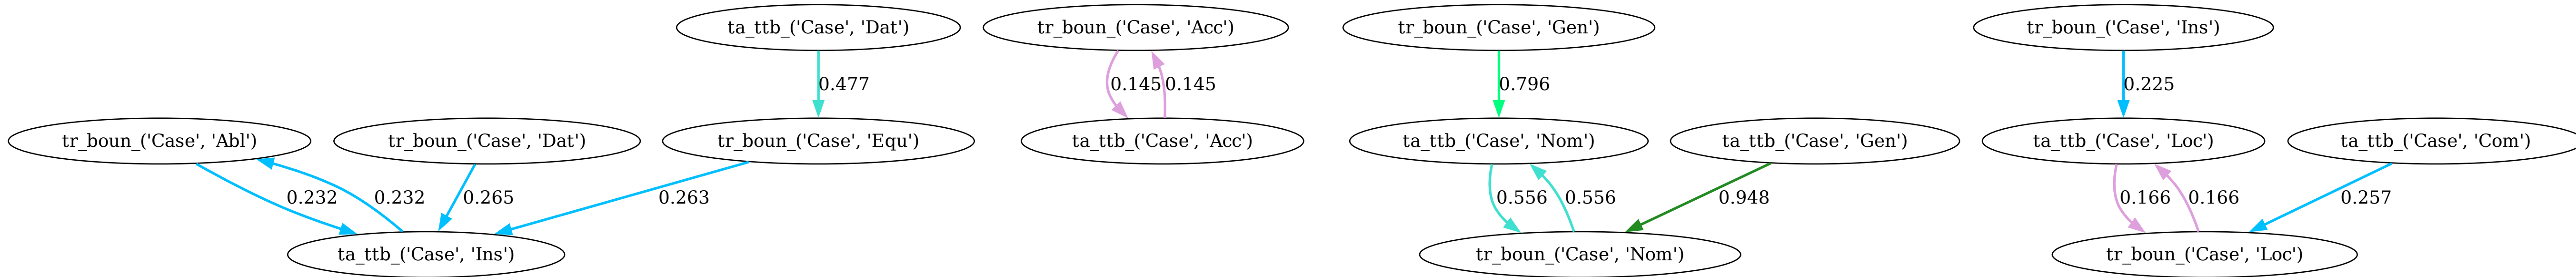 ta_ttb_('Case', 'Dat')
tr_boun_('Case', 'Acc')
tr_boun_('Case', 'Gen')
tr_boun_('Case', 'Ins')
0.477
0.145
0.145
0.796
0.225
tr_boun_('Case', 'Abl')
tr_boun_('Case', 'Dat')
tr_boun_('Case', 'Equ')
ta_ttb_('Case', 'Acc')
ta_ttb_('Case', 'Nom')
ta_ttb_('Case', 'Gen')
ta_ttb_('Case', 'Loc')
ta_ttb_('Case', 'Com')
0.232
0.232
0.265
0.263
0.556
0.556
0.948
0.166
0.166
0.257
ta_ttb_('Case', 'Ins')
tr_boun_('Case', 'Nom')
tr_boun_('Case', 'Loc')